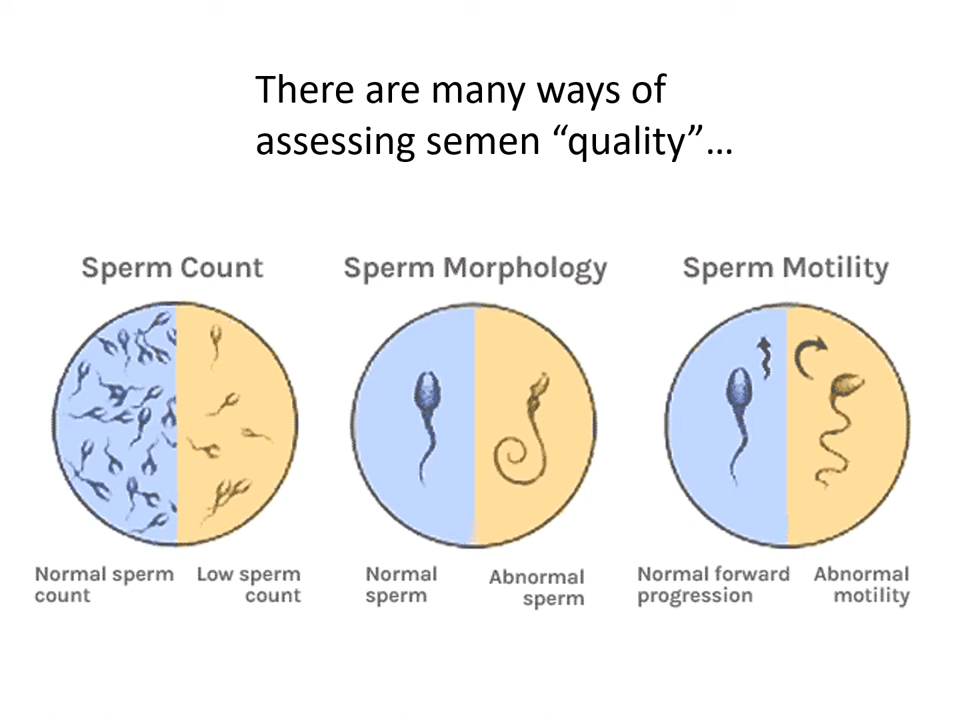 There are many ways of
assessing semen “quality”…
Sperm Count
Sperm Morphology
Sperm Motility
Normal sperm
count
Low sperm
count
Normal
sperm
Abnormal
sperm
Normal forward
progression
Abnormal
motility